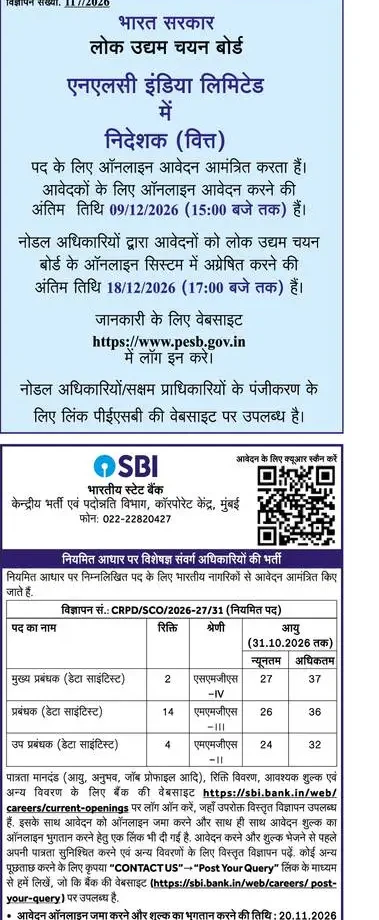 विज्ञापन संख्या. 117/2026
भारत सरकार
लोक उद्यम चयन बोर्ड
एनएलसी इंडिया लिमिटेड
में
निदेशक (वित्त)
पद के लिए ऑनलाइन आवेदन आमंत्रित करता हैं।
आवेदकों के लिए ऑनलाइन आवेदन करने की
अंतिम तिथि 09/12/2026 (15:00 बजे तक) हैं।
नोडल अधिकारियों द्वारा आवेदनों को लोक उद्यम चयन
बोर्ड के ऑनलाइन सिस्टम में अग्रेषित करने की
अंतिम तिथि 18/12/2026 (17:00 बजे तक) हैं।
जानकारी के लिए वेबसाइट
https://www.pesb.gov.in
में लॉग इन करे।
नोडल अधिकारियों/सक्षम प्राधिकारियों के पंजीकरण के
लिए लिंक पीईएसबी की वेबसाइट पर उपलब्ध है।
आवेदन के लिए क्यूआर स्कैन करें
SBI
भारतीय स्टेट बैंक
केन्द्रीय भर्ती एवं पदोन्नति विभाग, कॉरपोरेट केंद्र, मुंबई
फोन: 022-22820427
नियमित आधार पर विशेषज्ञ संवर्ग अधिकारियों की भर्ती
नियमित आधार पर निम्नलिखित पद के लिए भारतीय नागरिकों से आवेदन आमंत्रित किए
जाते हैं.
विज्ञापन सं.: CRPD/SCO/2026-27/31 (नियमित पद)
पद का नाम रिक्ति श्रेणी आयु
(31.10.2026 तक)
न्यूनतम अधिकतम
मुख्य प्रबंधक (डेटा साइंटिस्ट) 2 एसएमजीएस 27 37
–IV
प्रबंधक (डेटा साइंटिस्ट) 14 एमएमजीएस 26 36
–III
उप प्रबंधक (डेटा साइंटिस्ट) 4 एमएमजीएस 24 32
–II
पात्रता मानदंड (आयु, अनुभव, जॉब प्रोफाइल आदि), रिक्ति विवरण, आवश्यक शुल्क एवं
अन्य विवरण के लिए बैंक की वेबसाइट https://sbi.bank.in/web/
careers/current-openings पर लॉग ऑन करें, जहाँ उपरोक्त विस्तृत विज्ञापन उपलब्ध
हैं. इसके साथ आवेदन को ऑनलाइन जमा करने और साथ ही साथ आवेदन शुल्क का
ऑनलाइन भुगतान करने हेतु एक लिंक भी दी गई है. आवेदन करने और शुल्क भेजने से पहले
अपनी पात्रता सुनिश्चित करने एवं अन्य विवरणों के लिए विस्तृत विज्ञापन पढ़ें. कोई अन्य
पूछताछ करने के लिए कृपया "CONTACT US"→"Post Your Query" लिंक के माध्यम
से हमें लिखें, जो कि बैंक की वेबसाइट (https://sbi.bank.in/web/careers/ post-
your-query) पर उपलब्ध है.
• आवेदन ऑनलाइन जमा करने और शुल्क का भुगतान करने की तिथि : 20.11.2026